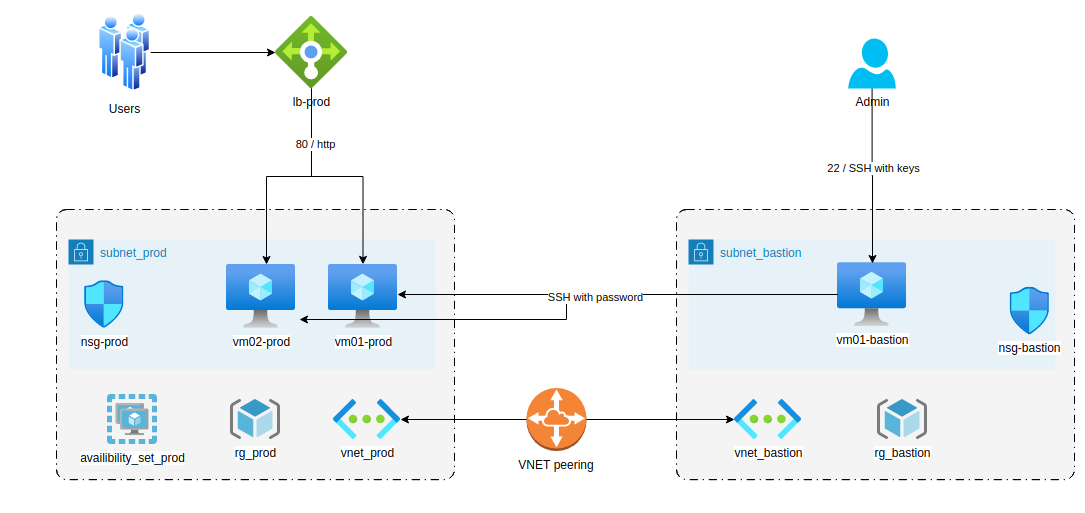 Users
lb-prod
Admin
80 / http
22 / SSH with keys
subnet_prod
subnet_bastion
SSH with password
nsg-prod
vm02-prod
vm01-prod
vm01-bastion
nsg-bastion
availibility_set_prod
rg_prod
vnet_prod
VNET peering
vnet_bastion
rg_bastion